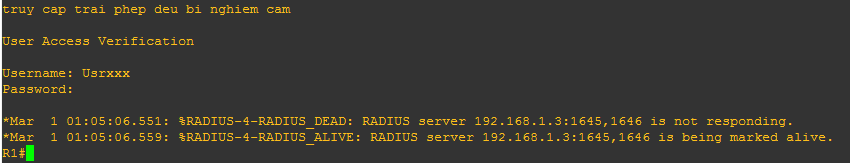 truy cap trai phep deu bi nghiem cam
User Access Verification
Username: Usrxxx
Password:
*Mar  1 01:05:06.551: %RADIUS-4-RADIUS_DEAD: RADIUS server 192.168.1.3:1645,1646 is not responding.
*Mar  1 01:05:06.559: %RADIUS-4-RADIUS_ALIVE: RADIUS server 192.168.1.3:1645,1646 is being marked alive.
R1#